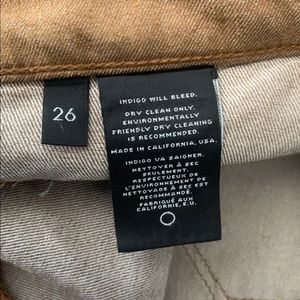 26
INDIGO WILL BLEED.
DRY CLEAN ONLY.
ENVIRONMENTALLY
FRIENDLY DRY CLEANING
IS RECOMMENDED.
MADE IN CALIFORNIA, USA.
INDIGO VA SAIGNER.
NETTOYER À SEC
SEULEMENT.
RESPECTUEUX DE
L'ENVIRONNEMENT DE
NETTOYAGE À SEC EST
RECOMMANDÉ.
FABRIQUÉ AUX
CALIFORNIE, E.U.